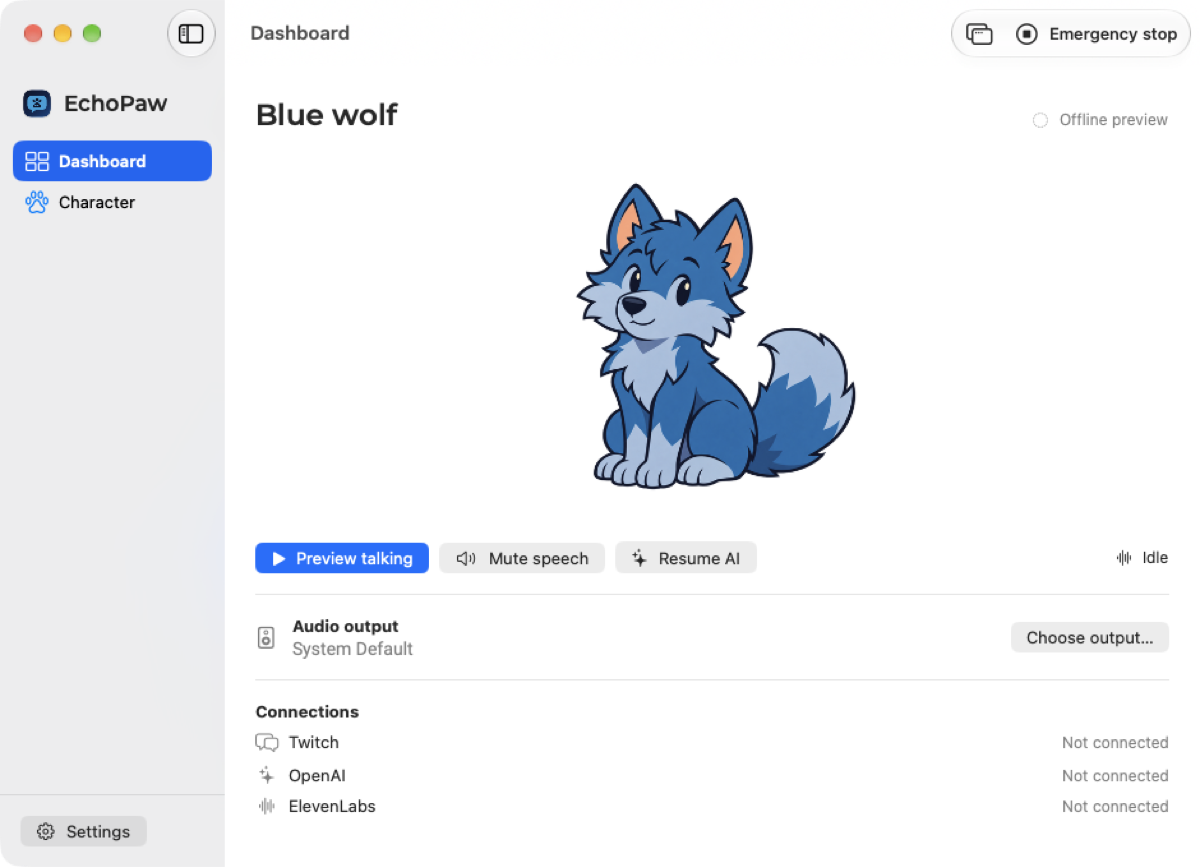 Dashboard
Emergency stop
EchoPaw
Dashboard
Character
Blue wolf
Offline preview
Preview talking
Mute speech
Resume AI
Idle
Audio output
System Default
Choose output...
Connections
Twitch
Not connected
OpenAI
Not connected
ElevenLabs
Not connected
Settings